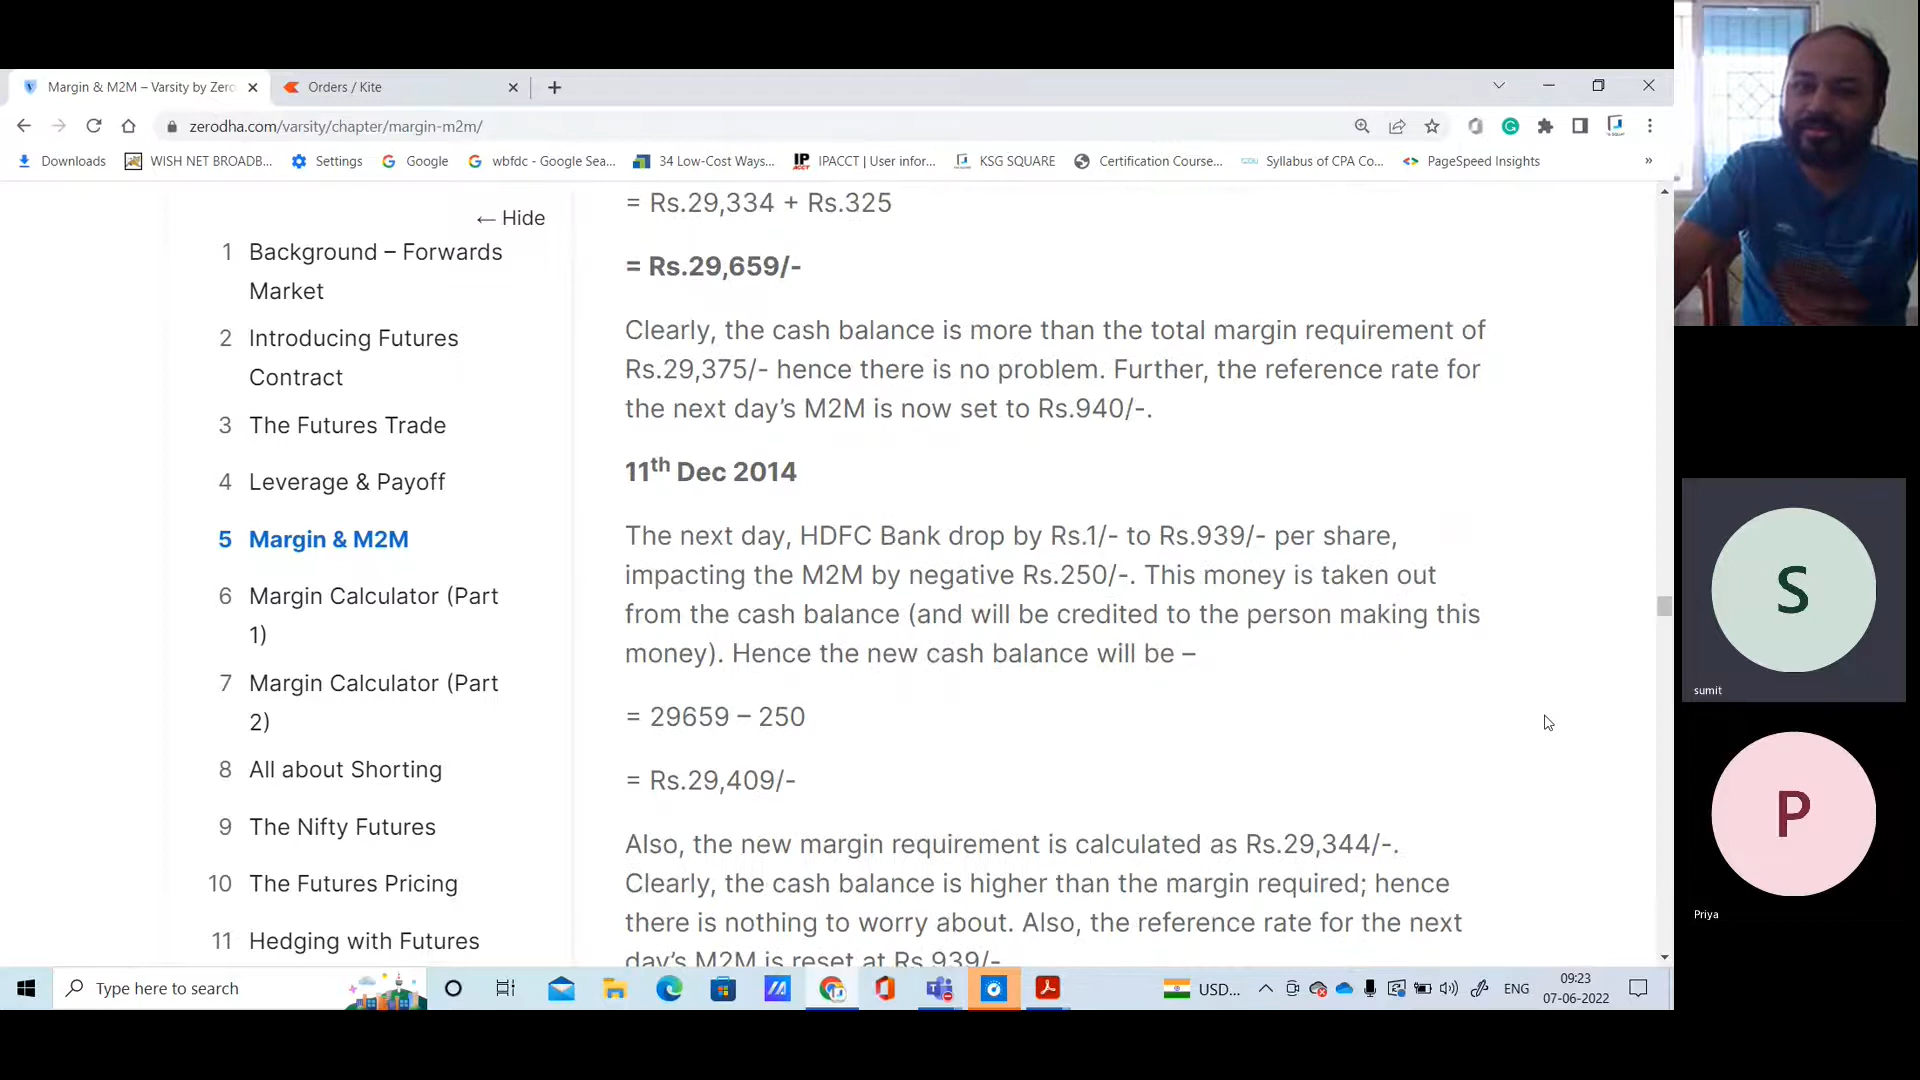 Margin & M2M – Varsity by Zero
Orders / Kite
zerodha.com/varsity/chapter/margin-m2m/
Downloads
WISH NET BROADB...
Settings
Google
wbfdc - Google Sea...
34 Low-Cost Ways...
IPACCT | User infor...
KSG SQUARE
Certification Course...
Syllabus of CPA Co...
PageSpeed Insights
»
← Hide
1 Background – Forwards
Market
2 Introducing Futures
Contract
3 The Futures Trade
4 Leverage & Payoff
5 Margin & M2M
6 Margin Calculator (Part
1)
7 Margin Calculator (Part
2)
8 All about Shorting
9 The Nifty Futures
10 The Futures Pricing
11 Hedging with Futures
= Rs.29,334 + Rs.325
= Rs.29,659/-
Clearly, the cash balance is more than the total margin requirement of
Rs.29,375/- hence there is no problem. Further, the reference rate for
the next day’s M2M is now set to Rs.940/-.
11th Dec 2014
The next day, HDFC Bank drop by Rs.1/- to Rs.939/- per share,
impacting the M2M by negative Rs.250/-. This money is taken out
from the cash balance (and will be credited to the person making this
money). Hence the new cash balance will be –
= 29659 – 250
= Rs.29,409/-
Also, the new margin requirement is calculated as Rs.29,344/-.
Clearly, the cash balance is higher than the margin required; hence
there is nothing to worry about. Also, the reference rate for the next
day’s M2M is reset at Rs.939/-
S
sumit
P
Priya
Type here to search
USD...
ENG
09:23
07-06-2022